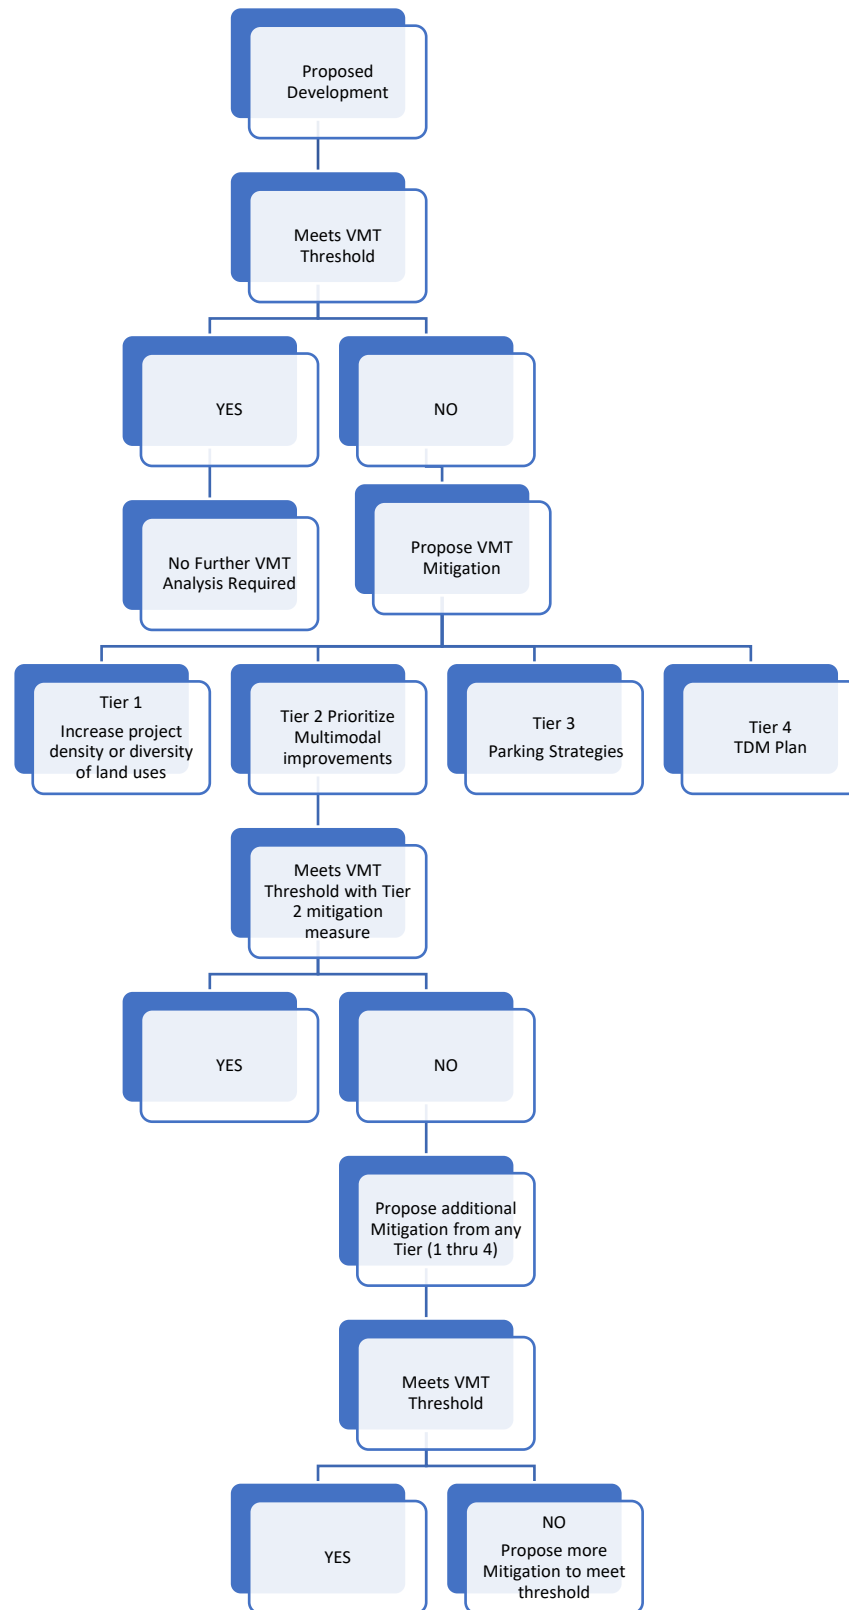 Proposed
Development
Meets VMT
Threshold
YES
NO
No Further VMT
Analysis Required
Propose VMT
Mitigation
Tier 1
Increase project
density or diversity
of land uses
Tier 2 Prioritize
Multimodal
improvements
Tier 3
Parking Strategies
Tier 4
TDM Plan
Meets VMT
Threshold with Tier
2 mitigation
measure
YES
NO
Propose additional
Mitigation from any
Tier (1 thru 4)
Meets VMT
Threshold
YES
NO
Propose more
Mitigation to meet
threshold